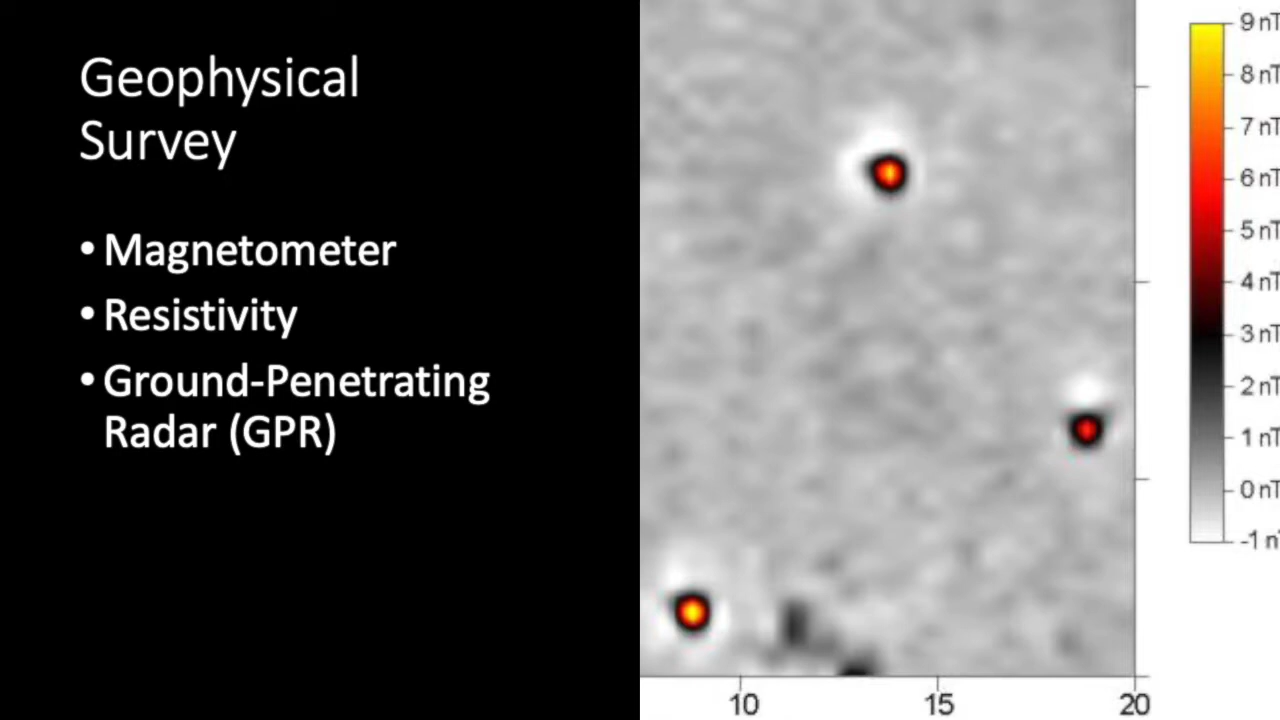 Geophysical
Survey
• Magnetometer
• Resistivity
• Ground-Penetrating
Radar (GPR)
9 nT
8 nT
7 nT
6 nT
5 nT
4 nT
3 nT
2 nT
1 nT
0 nT
-1 n
10
15
20